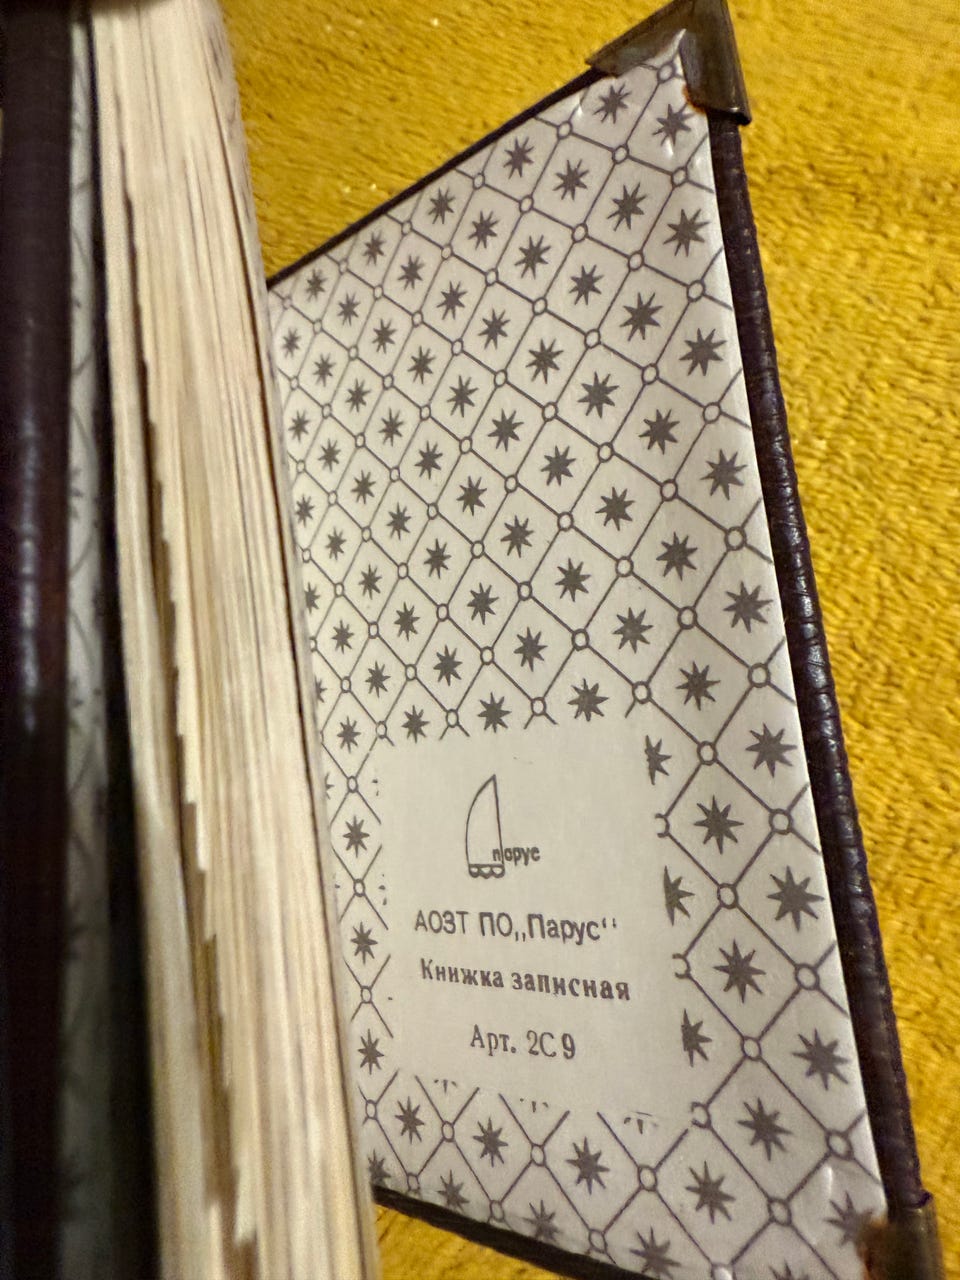 парус
АОЗТ ПО„Парус“
Книжка записная
Арт. 2С9